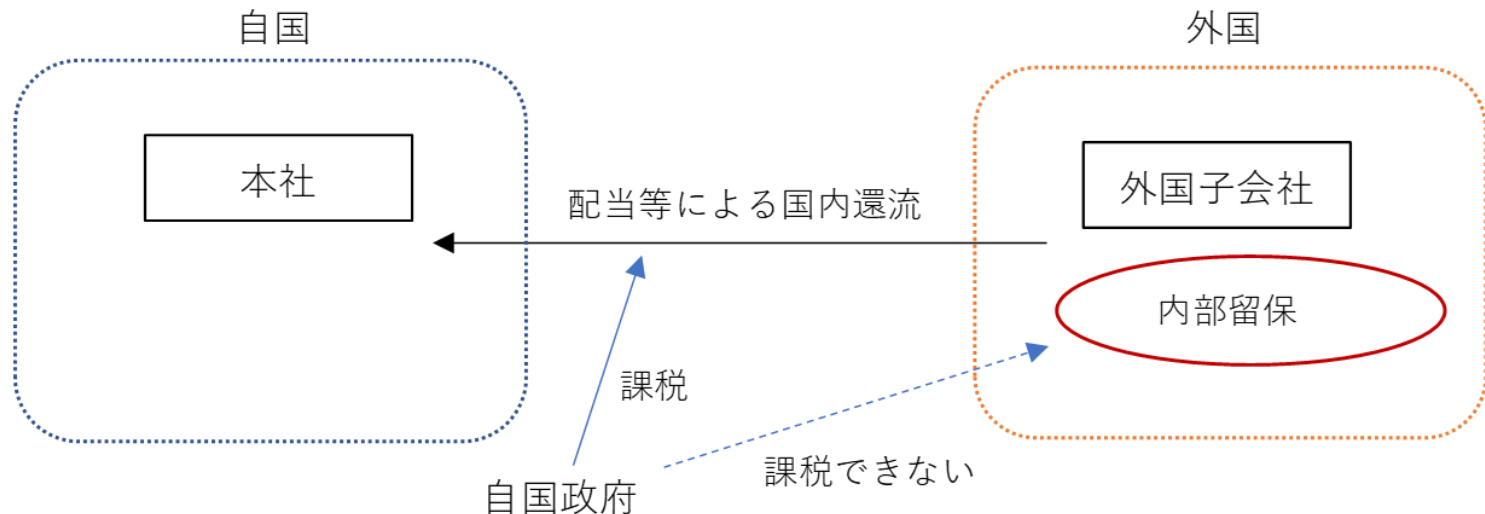 自国
外国
本社
外国子会社
配当等による国内還流
内部留保
課税
課税できない
自国政府